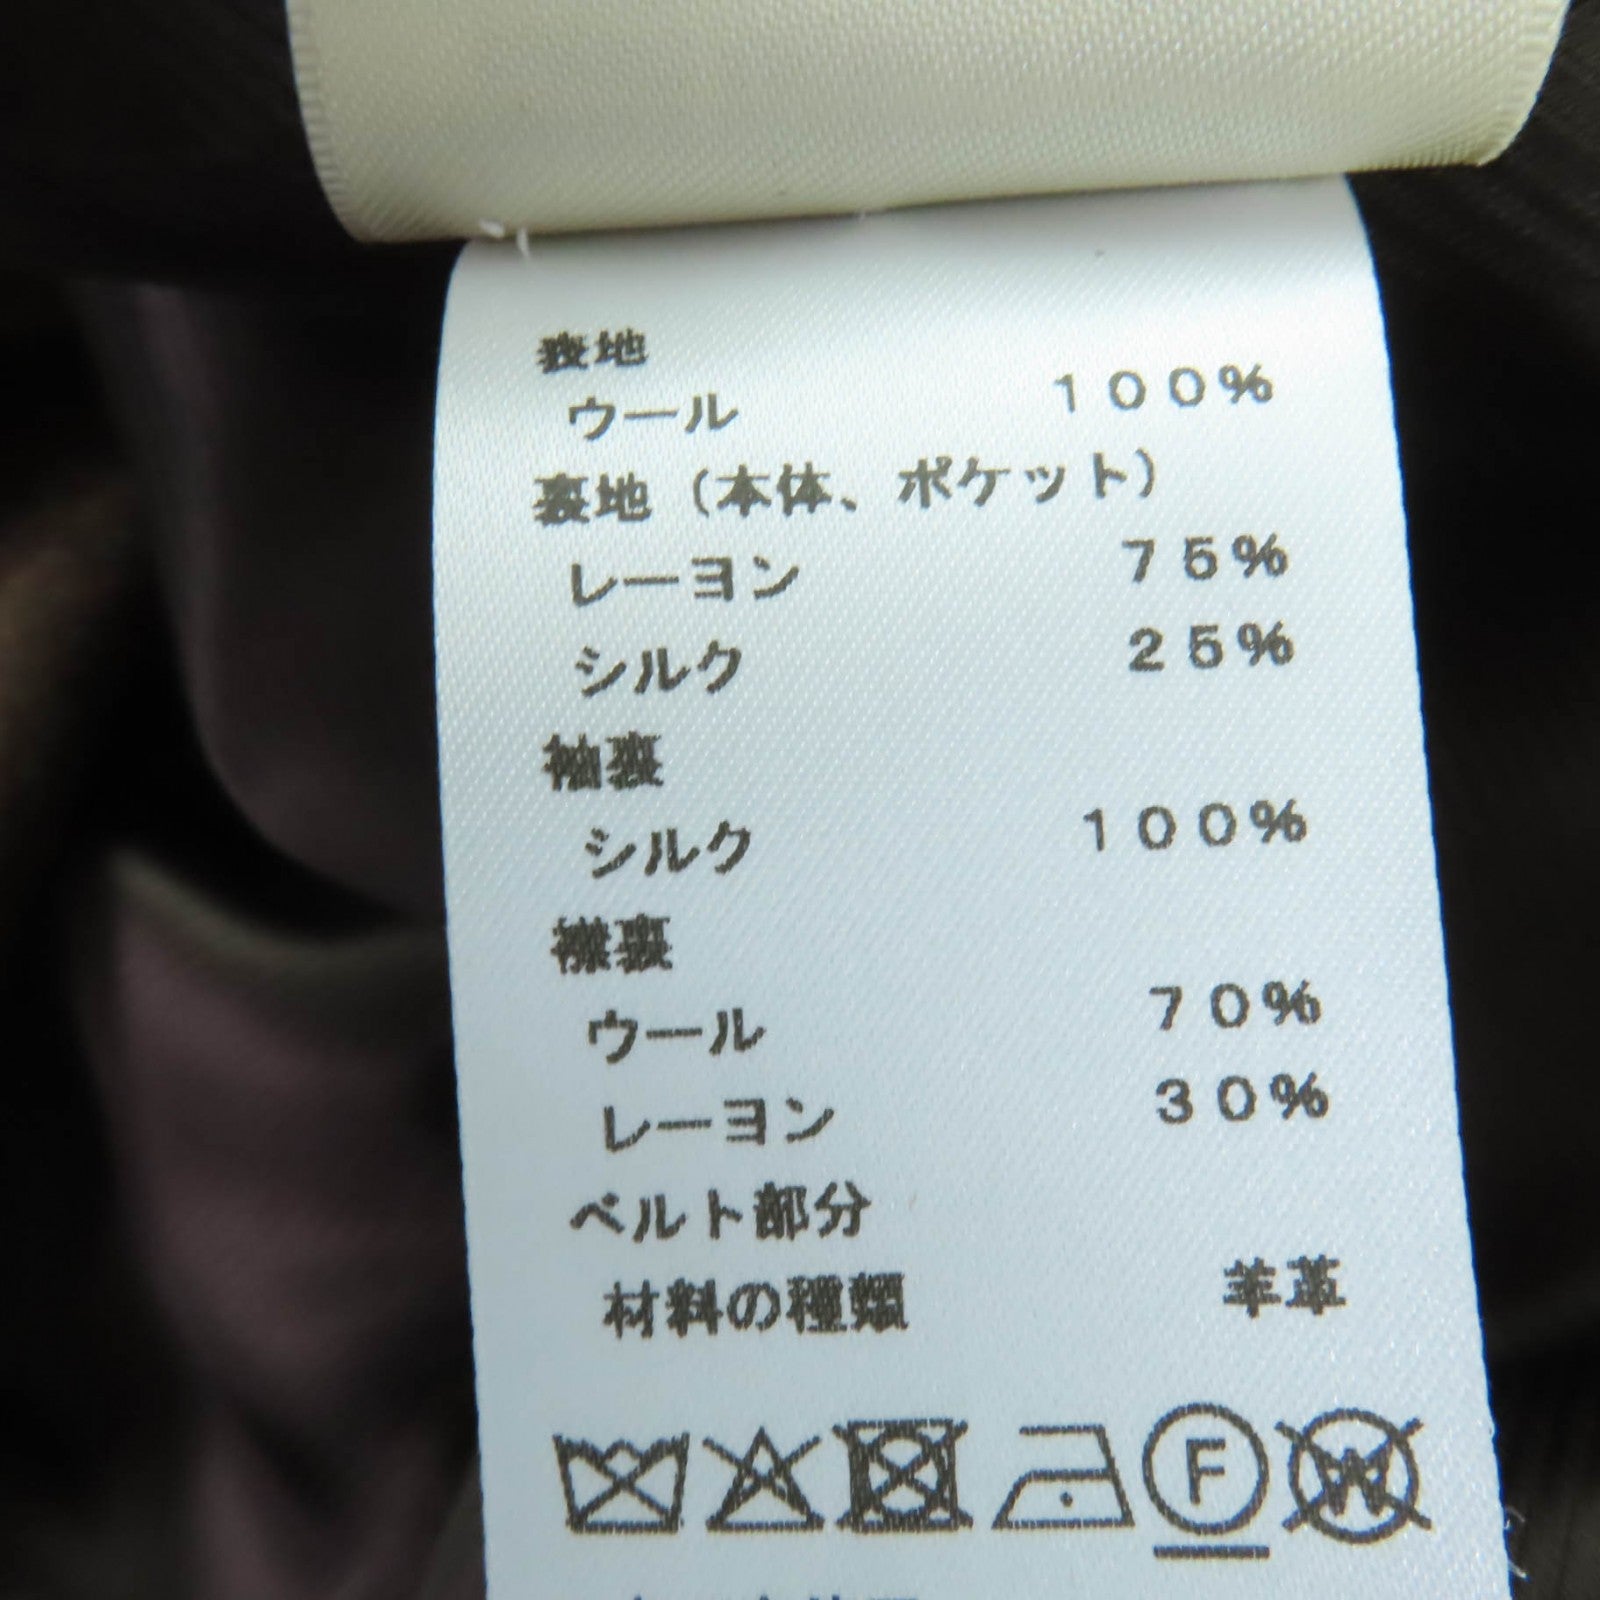 表地
ウール 100%
裏地(本体、ポケット)
レーヨン 75%
シルク 25%
袖裏
シルク 100%
襟裏
ウール 70%
レーヨン 30%
ベルト部分
材料の種類 羊革
F W